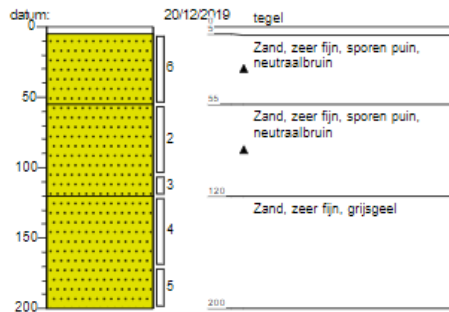 datum: 20/12/2019
0
50
100
150
200
6
2
3
4
5
0
tegel
5
Zand, zeer fijn, sporen puin,
neutraalbruin
55
Zand, zeer fijn, sporen puin,
neutraalbruin
120
Zand, zeer fijn, grijsgeel
200